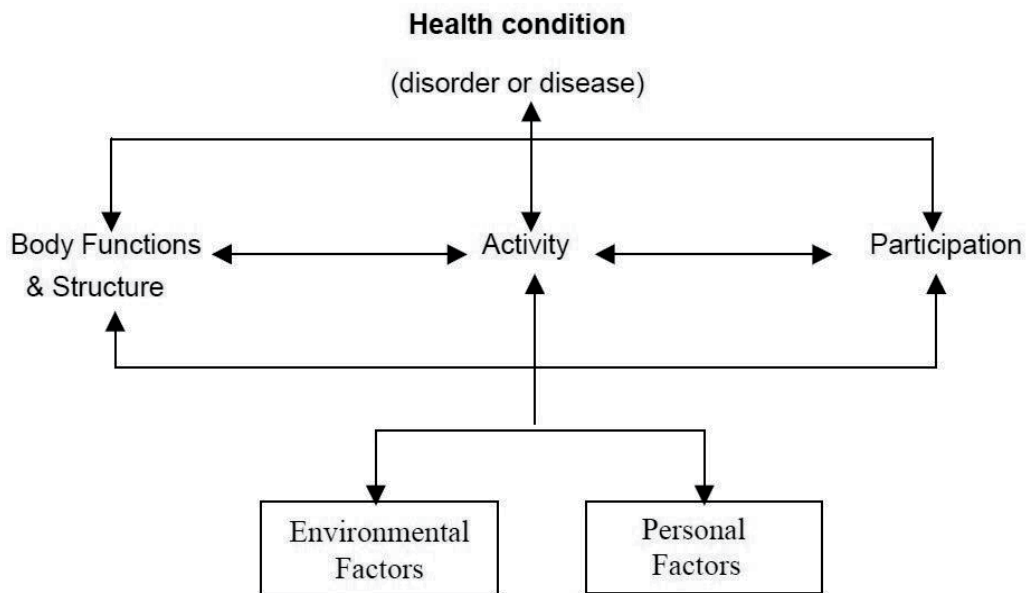 Health condition
(disorder or disease)
Body Functions
& Structure
Activity
Participation
Environmental
Factors
Personal
Factors